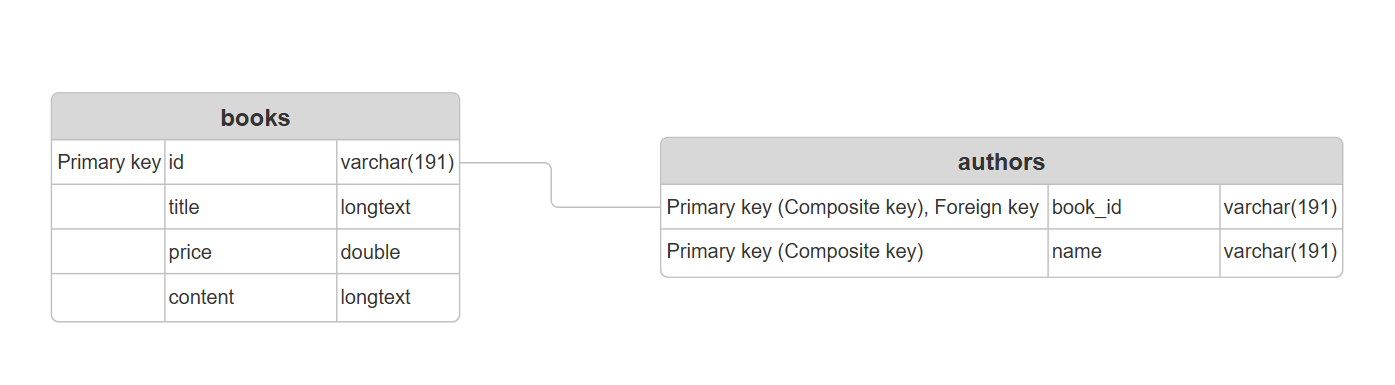 books
Primary key id varchar(191)
title longtext
price double
content longtext
authors
Primary key (Composite key), Foreign key book_id varchar(191)
Primary key (Composite key) name varchar(191)